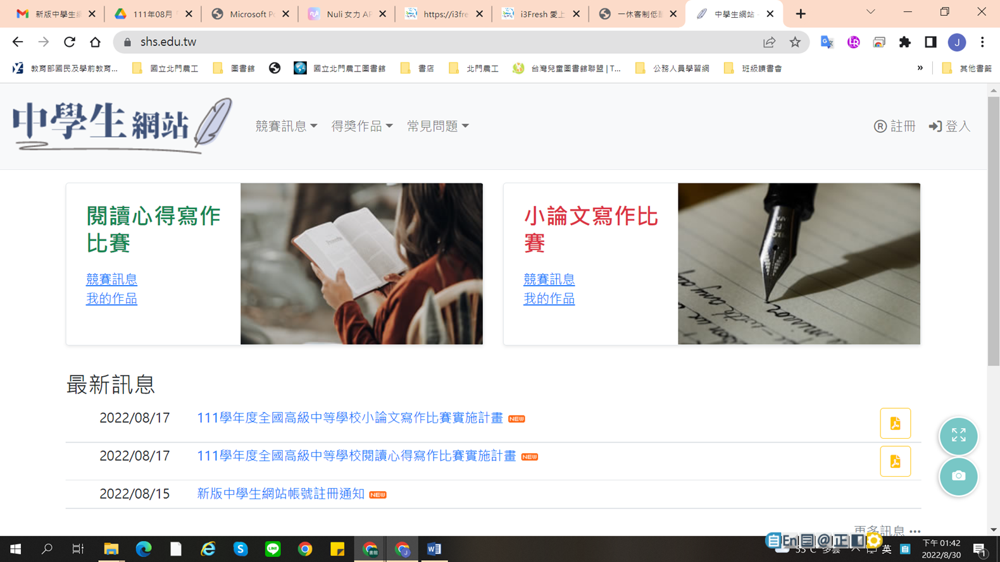 新版中學生網
111年08月
Microsoft Po
Nuli 女力 AP
https://i3fre
i3Fresh 愛上
一休客制低
中學生網站 -
shs.edu.tw
J
教育部國民及學前教育...
國立北門農工
圖書館
國立北門農工圖書館
書店
北門農工
台灣兒童圖書館聯盟 | T...
公務人員學習網
班級讀書會
»
其他書籤
中學生網站
競賽訊息
得獎作品
常見問題
® 註冊
登入
閱讀心得寫作
比賽
競賽訊息
我的作品
小論文寫作比
賽
競賽訊息
我的作品
最新訊息
2022/08/17 111學年度全國高級中等學校小論文寫作比賽實施計畫 NEW
2022/08/17 111學年度全國高級中等學校閱讀心得寫作比賽實施計畫 NEW
2022/08/15 新版中學生網站帳號註冊通知 NEW
更多訊息 •••
自En @正
33°C 多雲
英
自
下午 01:42
2022/8/30
1